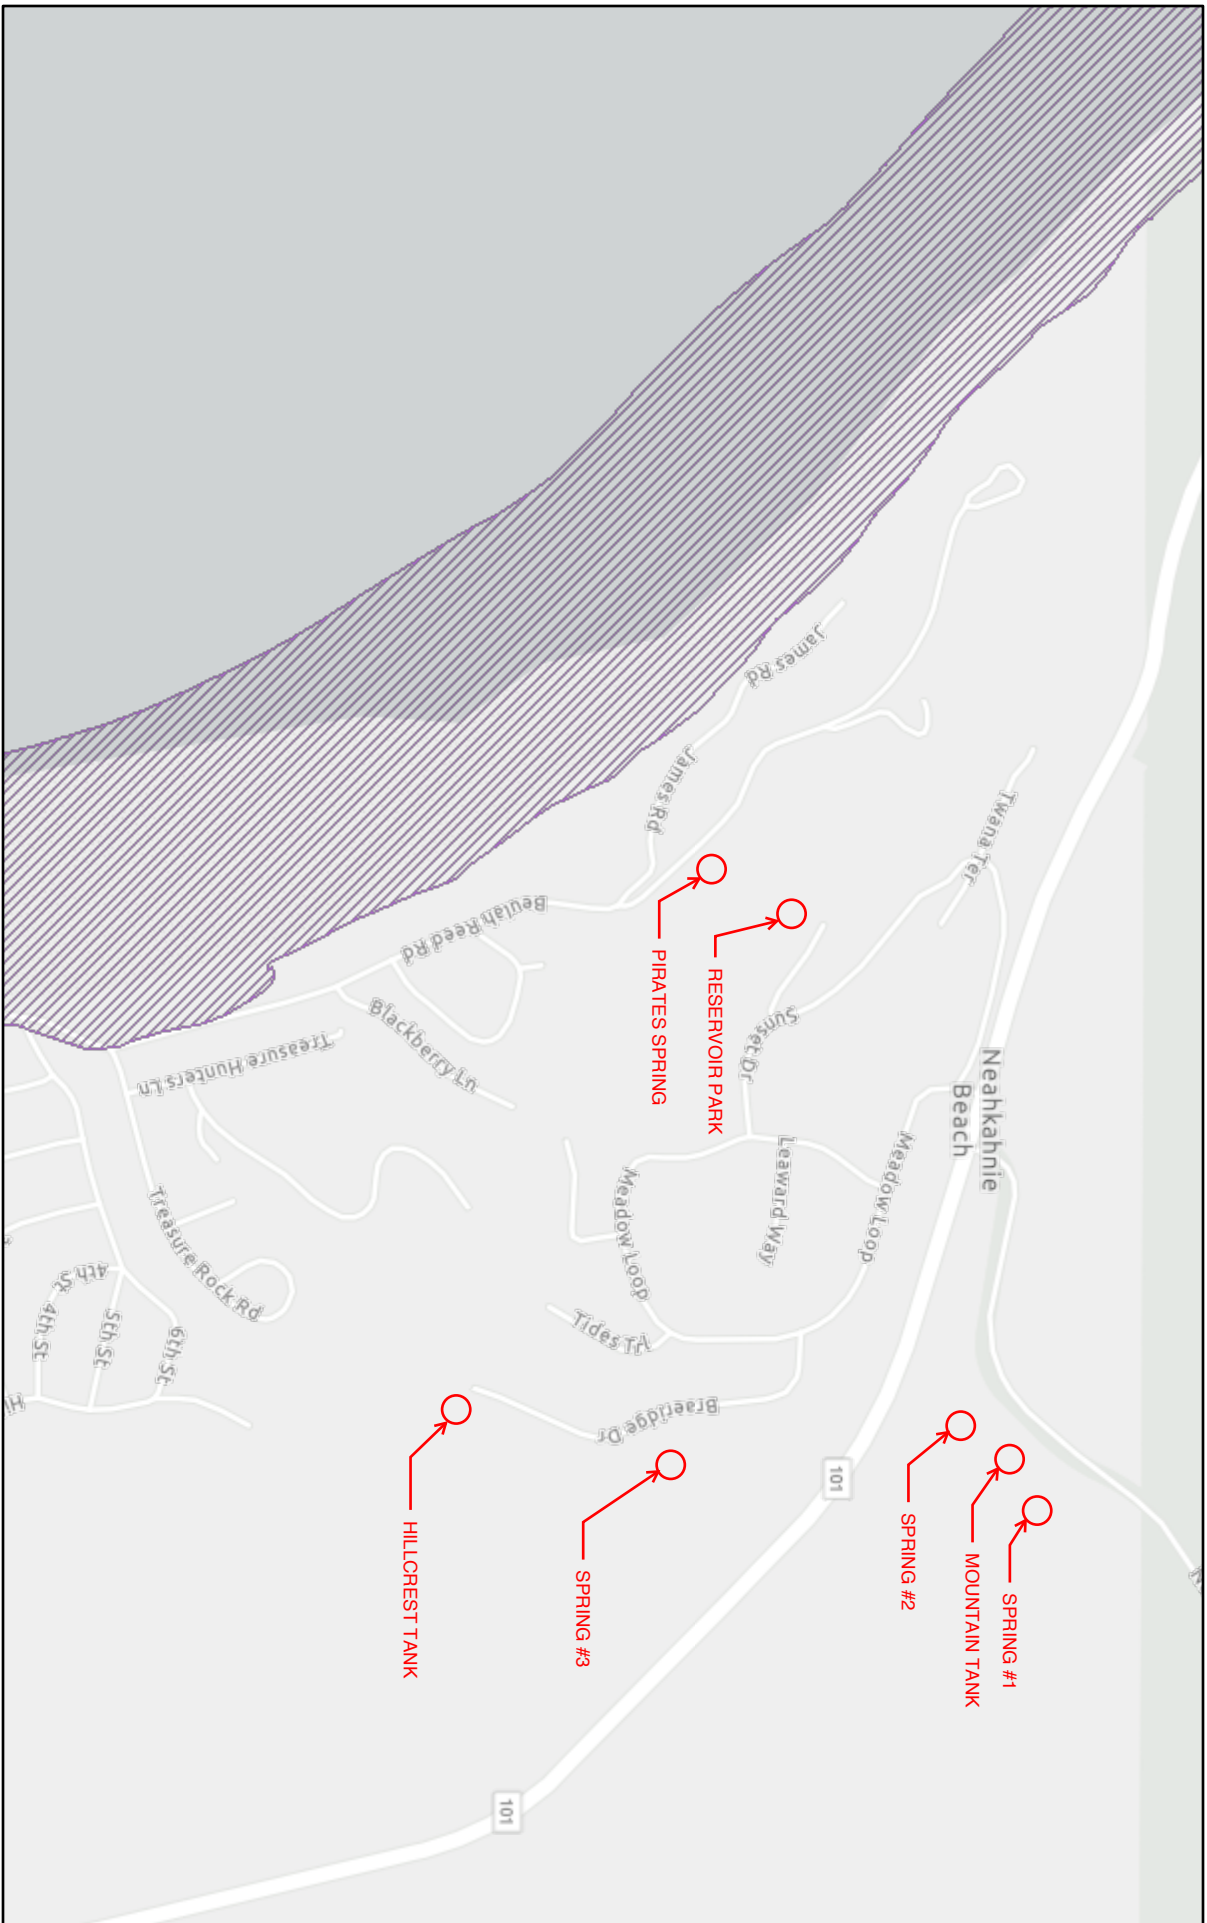 Neahkahnie
Beach
Twana Ter
James Rd
James Rd
Beulah Reed Rd
Blackberry Ln
Treasure Hunters Ln
Treasure Rock Rd
Sunset Dr
Leaward Way
Meadow Loop
Meadow Loop
Tides Trl
Braeridge Dr
4th St
4th St
5th St
6th St
101
101
PIRATES SPRING
RESERVOIR PARK
SPRING #1
MOUNTAIN TANK
SPRING #2
SPRING #3
HILLCREST TANK